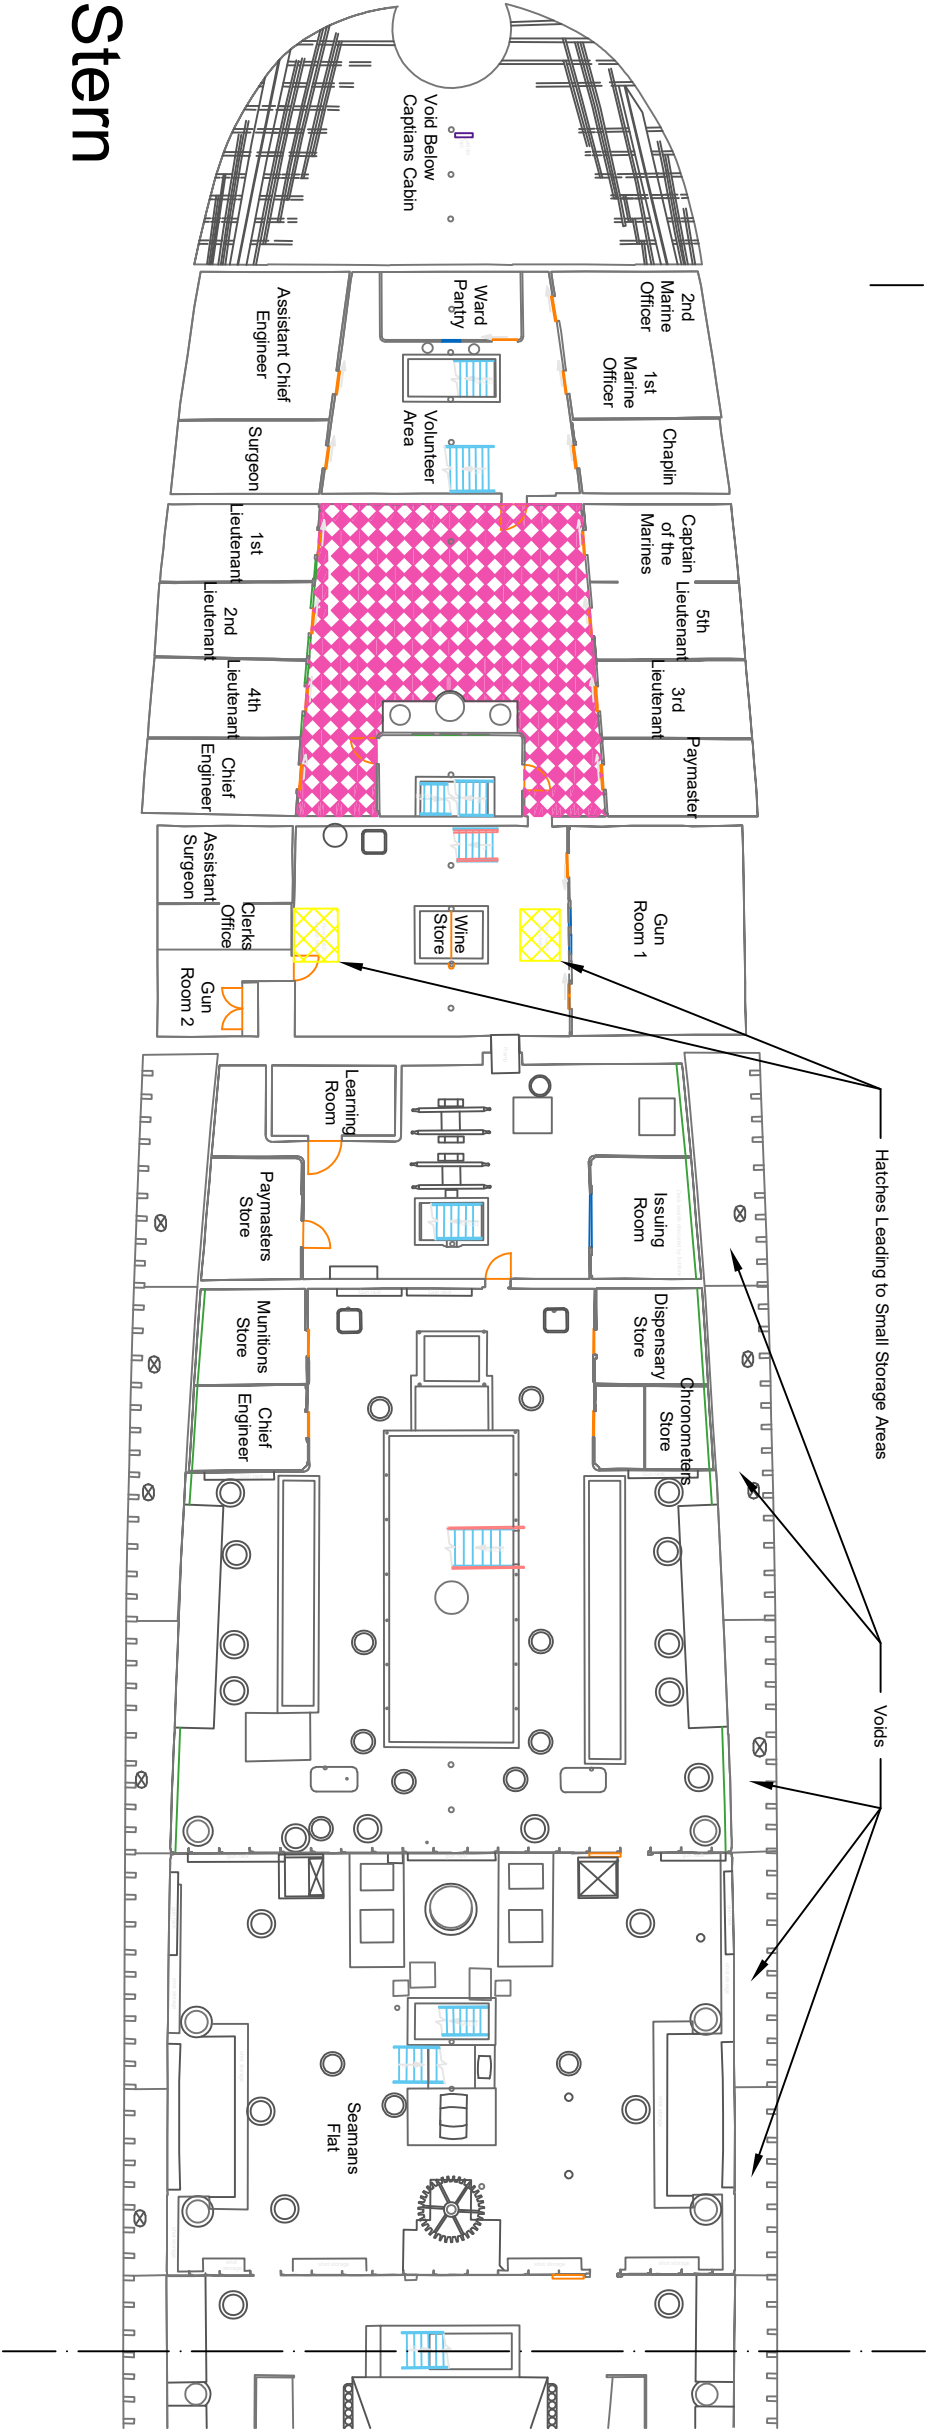 Stern
Void Below
Captians Cabin
Ward
Pantry
2nd
Marine
Officer
1st
Marine
Officer
Assistant Chief
Engineer
Volunteer
Area
Surgeon
Chaplin
1st
Lieutenant
Captain
of the
Marines
2nd
Lieutenant
5th
Lieutenant
4th
Lieutenant
3rd
Lieutenant
Chief
Engineer
Paymaster
Assistant
Surgeon
Clerks
Office
Wine
Store
Gun
Room 1
Gun
Room 2
Hatches Leading to Small Storage Areas
Learning
Room
Paymasters
Store
Issuing
Room
Munitions
Store
Dispensary
Store
Chief
Engineer
Chronometers
Store
Voids
Seamans
Flat